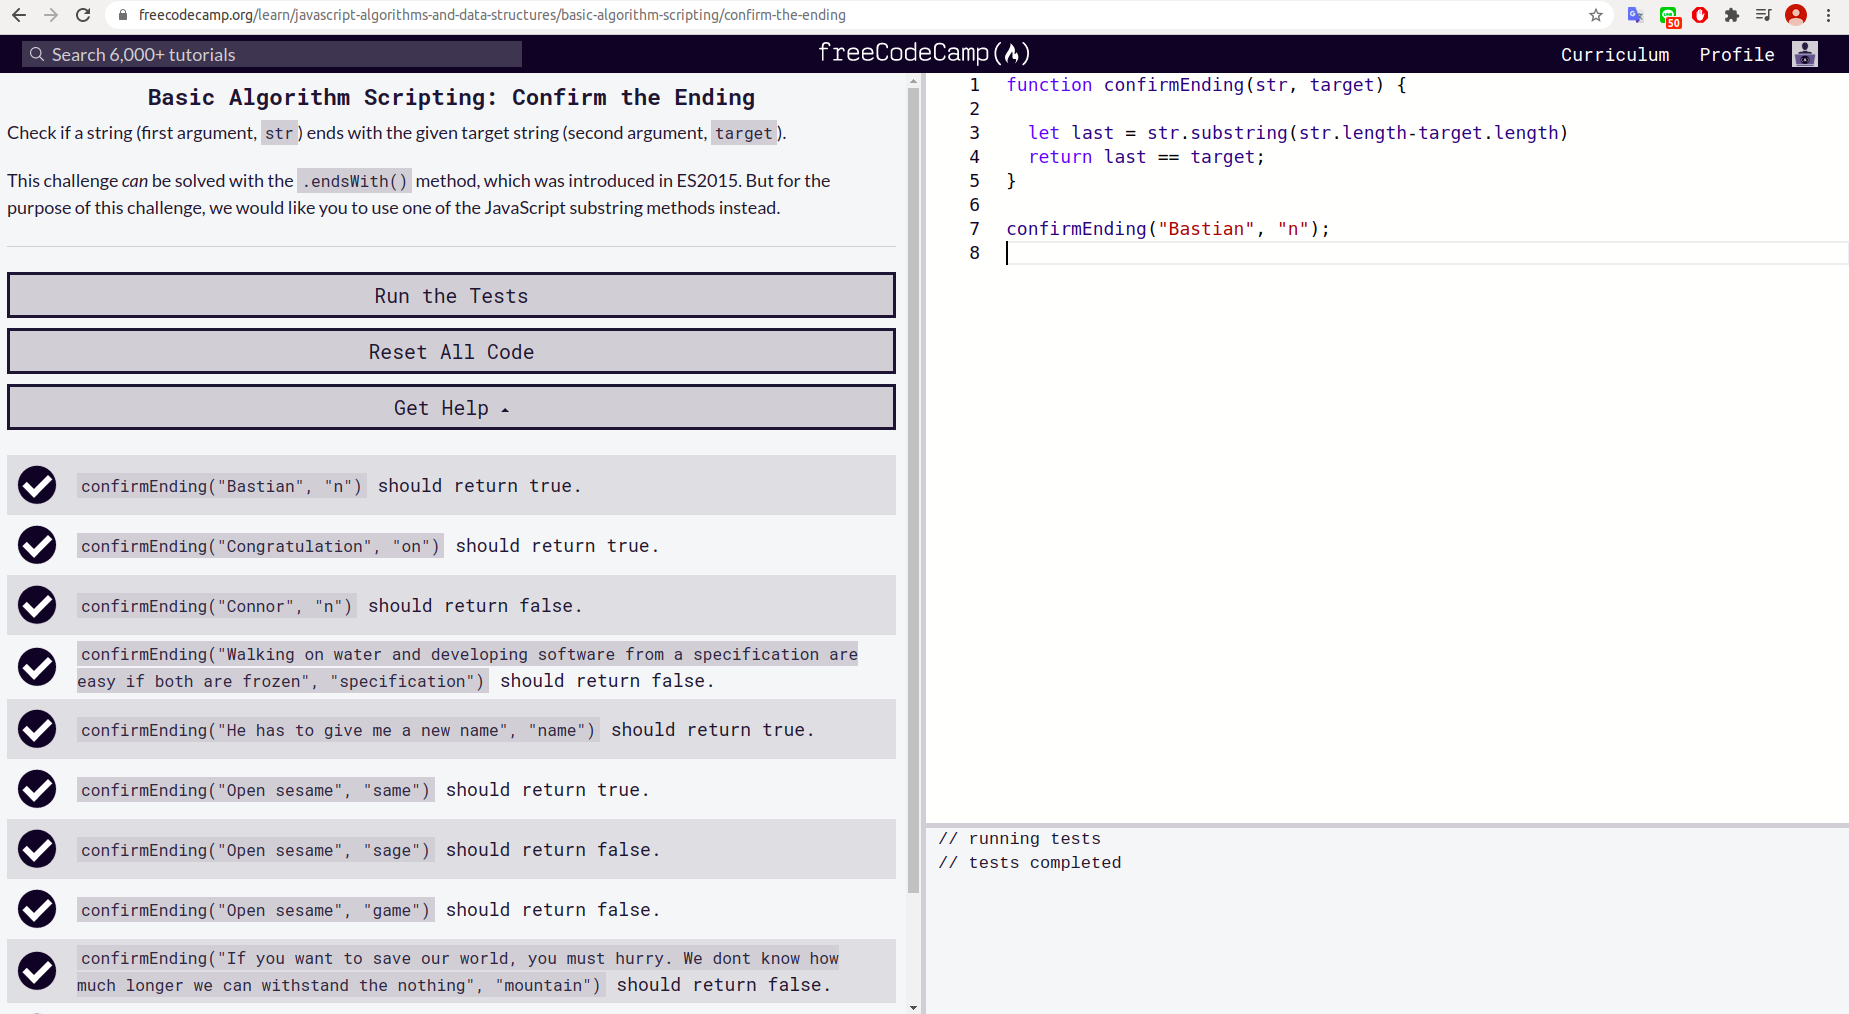 freecodecamp.org/learn/javascript-algorithms-and-data-structures/basic-algorithm-scripting/confirm-the-ending
50
Search 6,000+ tutorials
freeCodeCamp
Curriculum
Profile
Basic Algorithm Scripting: Confirm the Ending
Check if a string (first argument, str) ends with the given target string (second argument, target).
This challenge can be solved with the .endsWith() method, which was introduced in ES2015. But for the
purpose of this challenge, we would like you to use one of the JavaScript substring methods instead.
Run the Tests
Reset All Code
Get Help
confirmEnding("Bastian", "n") should return true.
confirmEnding("Congratulation", "on") should return true.
confirmEnding("Connor", "n") should return false.
confirmEnding("Walking on water and developing software from a specification are
easy if both are frozen", "specification") should return false.
confirmEnding("He has to give me a new name", "name") should return true.
confirmEnding("Open sesame", "same") should return true.
confirmEnding("Open sesame", "sage") should return false.
confirmEnding("Open sesame", "game") should return false.
confirmEnding("If you want to save our world, you must hurry. We dont know how
much longer we can withstand the nothing", "mountain") should return false.
1 function confirmEnding(str, target) {
2
3 let last = str.substring(str.length-target.length)
4 return last == target;
5 }
6
7 confirmEnding("Bastian", "n");
8
// running tests
// tests completed